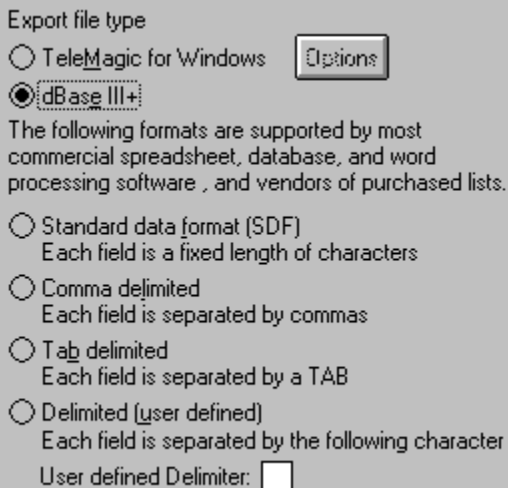 Export file type
TeleMagic for Windows Options
dBase III+
The following formats are supported by most
commercial spreadsheet, database, and word
processing software , and vendors of purchased lists.
Standard data format (SDF)
Each field is a fixed length of characters
Comma delimited
Each field is separated by commas
Tab delimited
Each field is separated by a TAB
Delimited (user defined)
Each field is separated by the following character
User defined Delimiter: